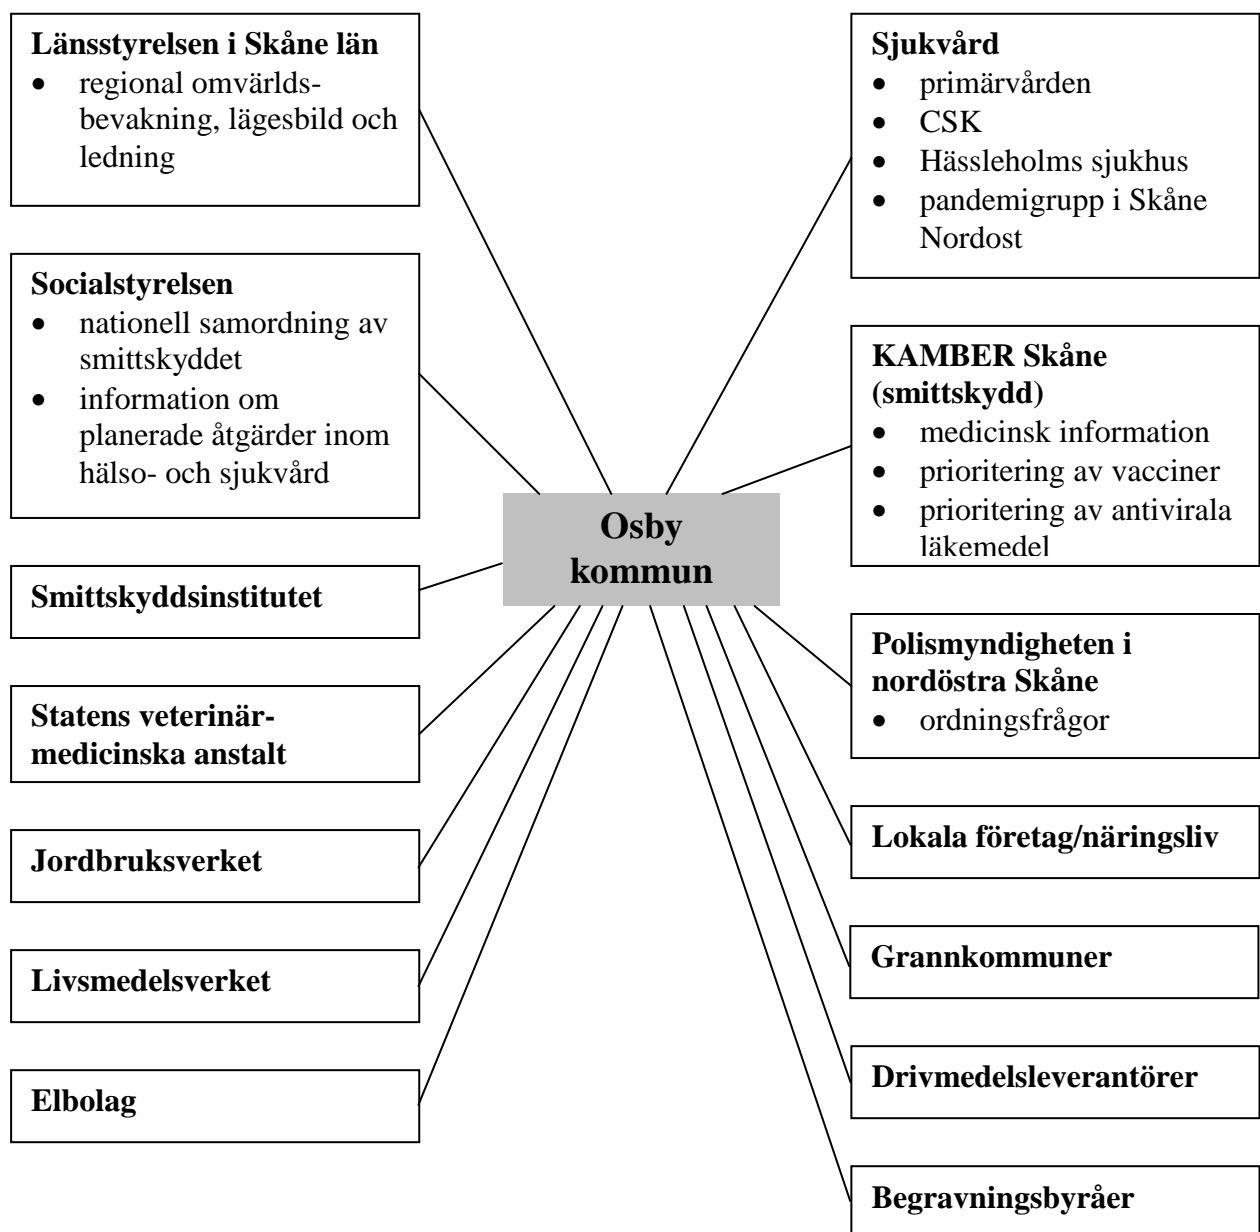 Länsstyrelsen i Skåne län
• regional omvärlds-
bevakning, lägesbild och
ledning
Socialstyrelsen
• nationell samordning av
smittskyddet
• information om
planerade åtgärder inom
hälso- och sjukvård
Smittskyddsinstitutet
Statens veterinär-
medicinska anstalt
Jordbruksverket
Livsmedelsverket
Elbolag
Osby
kommun
Sjukvård
• primärvården
• CSK
• Hässleholms sjukhus
• pandemigrupp i Skåne
Nordost
KAMBER Skåne
(smittskydd)
• medicinsk information
• prioritering av vacciner
• prioritering av antivirala
läkemedel
Polismyndigheten i
nordöstra Skåne
• ordningsfrågor
Lokala företag/näringsliv
Grannkommuner
Drivmedelsleverantörer
Begravningsbyråer